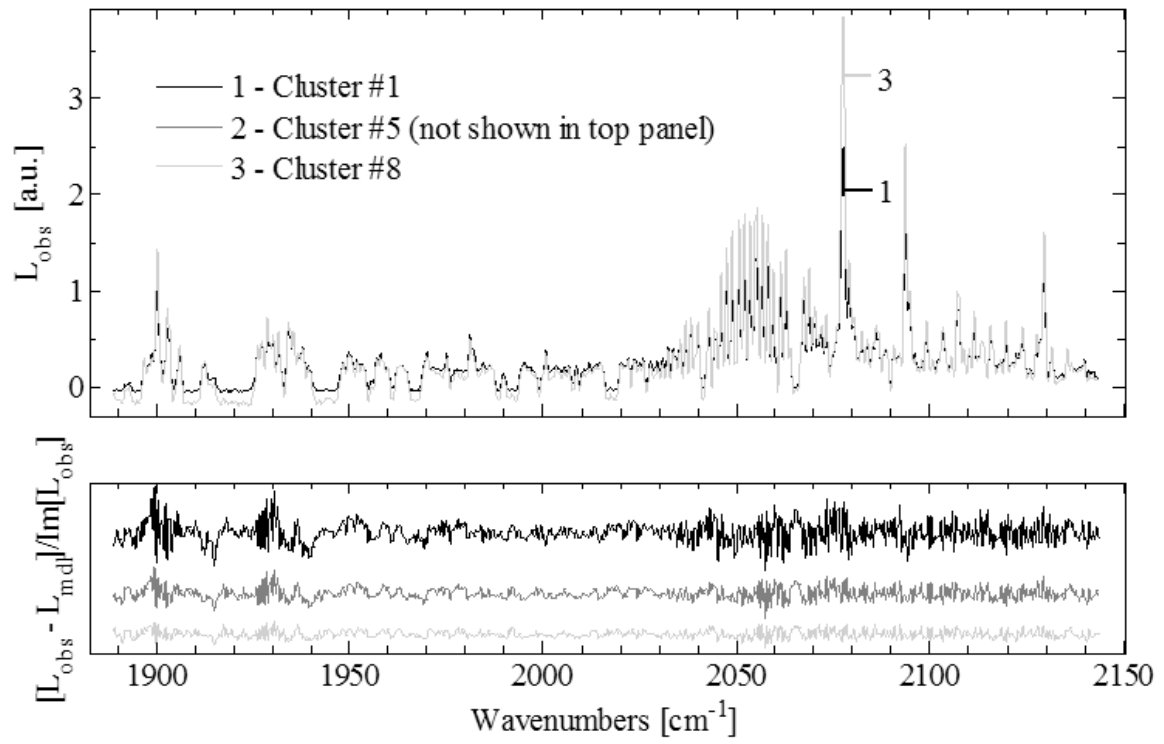 3
2
1
0
L_obs [a.u.]
1 - Cluster #1
2 - Cluster #5 (not shown in top panel)
3 - Cluster #8
3
1
[L_obs - L_mdl]/Im[L_obs]
1900 1950 2000 2050 2100 2150
Wavenumbers [cm⁻¹]